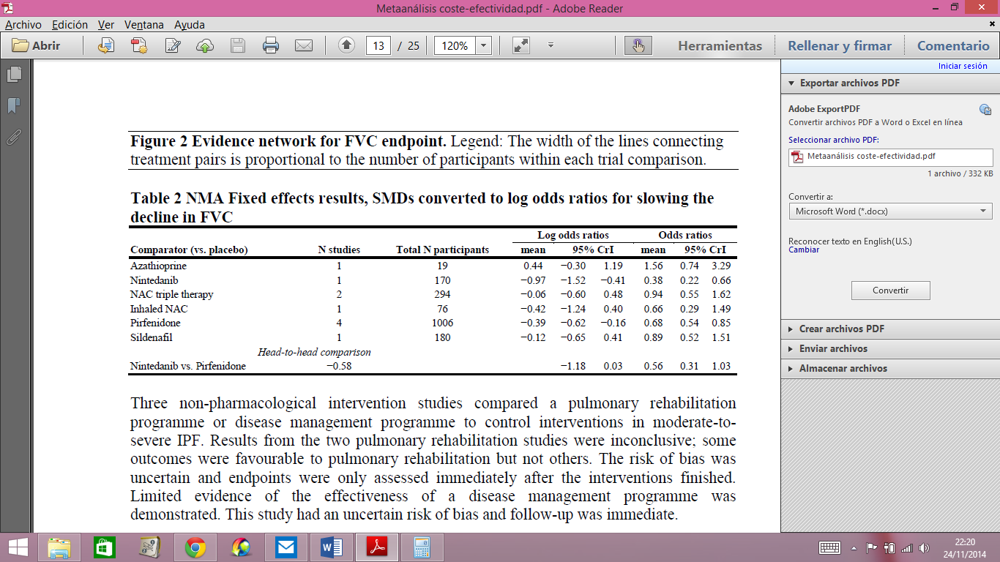 Metaanálisis coste-efectividad.pdf - Adobe Reader
Archivo Edición Ver Ventana Ayuda
Abrir 13 / 25 120% Herramientas Rellenar y firmar Comentario
Iniciar sesión
Exportar archivos PDF
Adobe ExportPDF
Convertir archivos PDF a Word o Excel en línea
Seleccionar archivo PDF:
Metaanálisis coste-efectividad.pdf
1 archivo / 332 KB
Convertir a:
Microsoft Word (*.docx)
Reconocer texto en English(U.S.)
Cambiar
Convertir
Crear archivos PDF
Enviar archivos
Almacenar archivos
Figure 2 Evidence network for FVC endpoint. Legend: The width of the lines connecting
treatment pairs is proportional to the number of participants within each trial comparison.
Table 2 NMA Fixed effects results, SMDs converted to log odds ratios for slowing the
decline in FVC
Log odds ratios Odds ratios
Comparator (vs. placebo) N studies Total N participants mean 95% CrI mean 95% CrI
Azathioprine 1 19 0.44 −0.30 1.19 1.56 0.74 3.29
Nintedanib 1 170 −0.97 −1.52 −0.41 0.38 0.22 0.66
NAC triple therapy 2 294 −0.06 −0.60 0.48 0.94 0.55 1.62
Inhaled NAC 1 76 −0.42 −1.24 0.40 0.66 0.29 1.49
Pirfenidone 4 1006 −0.39 −0.62 −0.16 0.68 0.54 0.85
Sildenafil 1 180 −0.12 −0.65 0.41 0.89 0.52 1.51
Head-to-head comparison
Nintedanib vs. Pirfenidone −0.58 −1.18 0.03 0.56 0.31 1.03
Three non-pharmacological intervention studies compared a pulmonary rehabilitation
programme or disease management programme to control interventions in moderate-to-
severe IPF. Results from the two pulmonary rehabilitation studies were inconclusive; some
outcomes were favourable to pulmonary rehabilitation but not others. The risk of bias was
uncertain and endpoints were only assessed immediately after the interventions finished.
Limited evidence of the effectiveness of a disease management programme was
demonstrated. This study had an uncertain risk of bias and follow-up was immediate.
22:20
24/11/2014